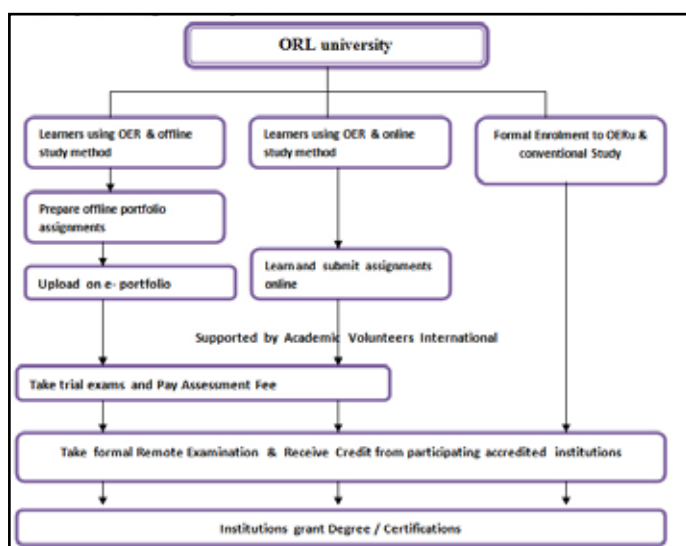 ORL university
Learners using OER & offline
study method
Learners using OER & online
study method
Formal Enrolment to OERu &
conventional Study
Prepare offline portfolio
assignments
Upload on e- portfolio
Learn and submit assignments
online
Supported by Academic Volunteers International
Take trial exams and Pay Assessment Fee
Take formal Remote Examination & Receive Credit from participating accredited institutions
Institutions grant Degree / Certifications